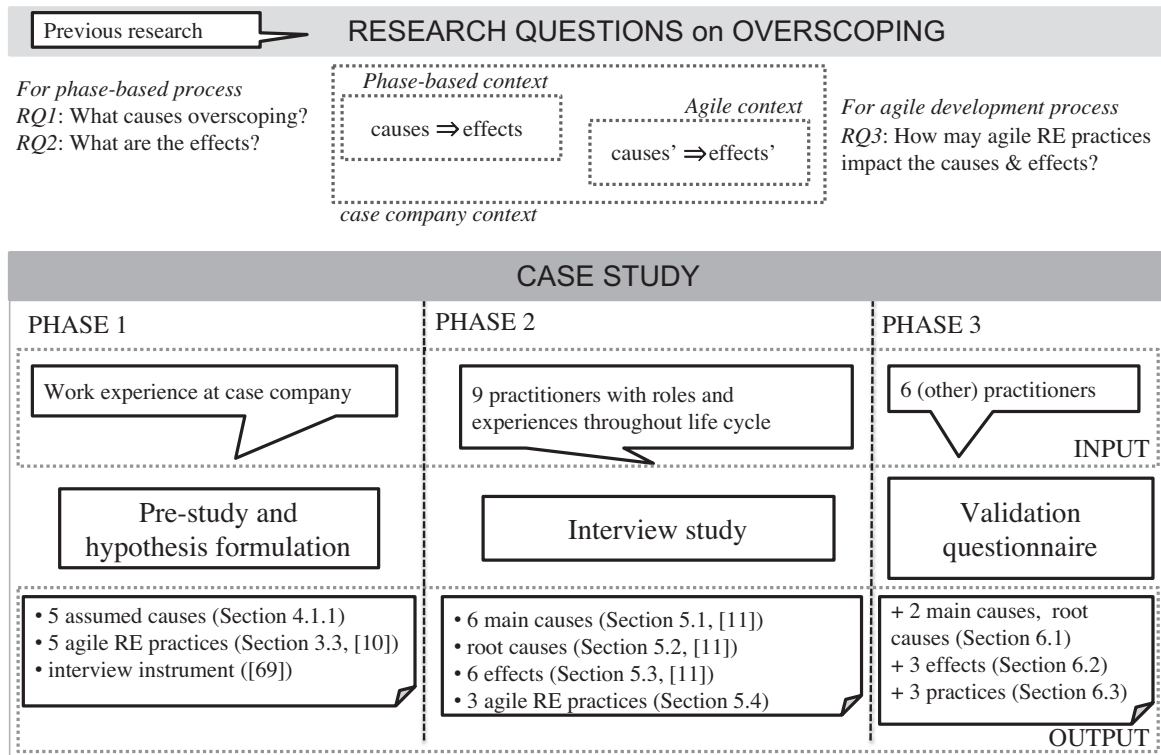 Previous research
RESEARCH QUESTIONS on OVERSCOPING
For phase-based process
RQ1: What causes overscoping?
RQ2: What are the effects?
Phase-based context
causes ⇒ effects
Agile context
causes’ ⇒ effects’
case company context
For agile development process
RQ3: How may agile RE practices
impact the causes & effects?
CASE STUDY
PHASE 1
Work experience at case company
Pre-study and
hypothesis formulation
• 5 assumed causes (Section 4.1.1)
• 5 agile RE practices (Section 3.3, [10])
• interview instrument ([69])
PHASE 2
9 practitioners with roles and
experiences throughout life cycle
Interview study
• 6 main causes (Section 5.1, [11])
• root causes (Section 5.2, [11])
• 6 effects (Section 5.3, [11])
• 3 agile RE practices (Section 5.4)
PHASE 3
6 (other) practitioners
INPUT
Validation
questionnaire
+ 2 main causes, root
causes (Section 6.1)
+ 3 effects (Section 6.2)
+ 3 practices (Section 6.3)
OUTPUT